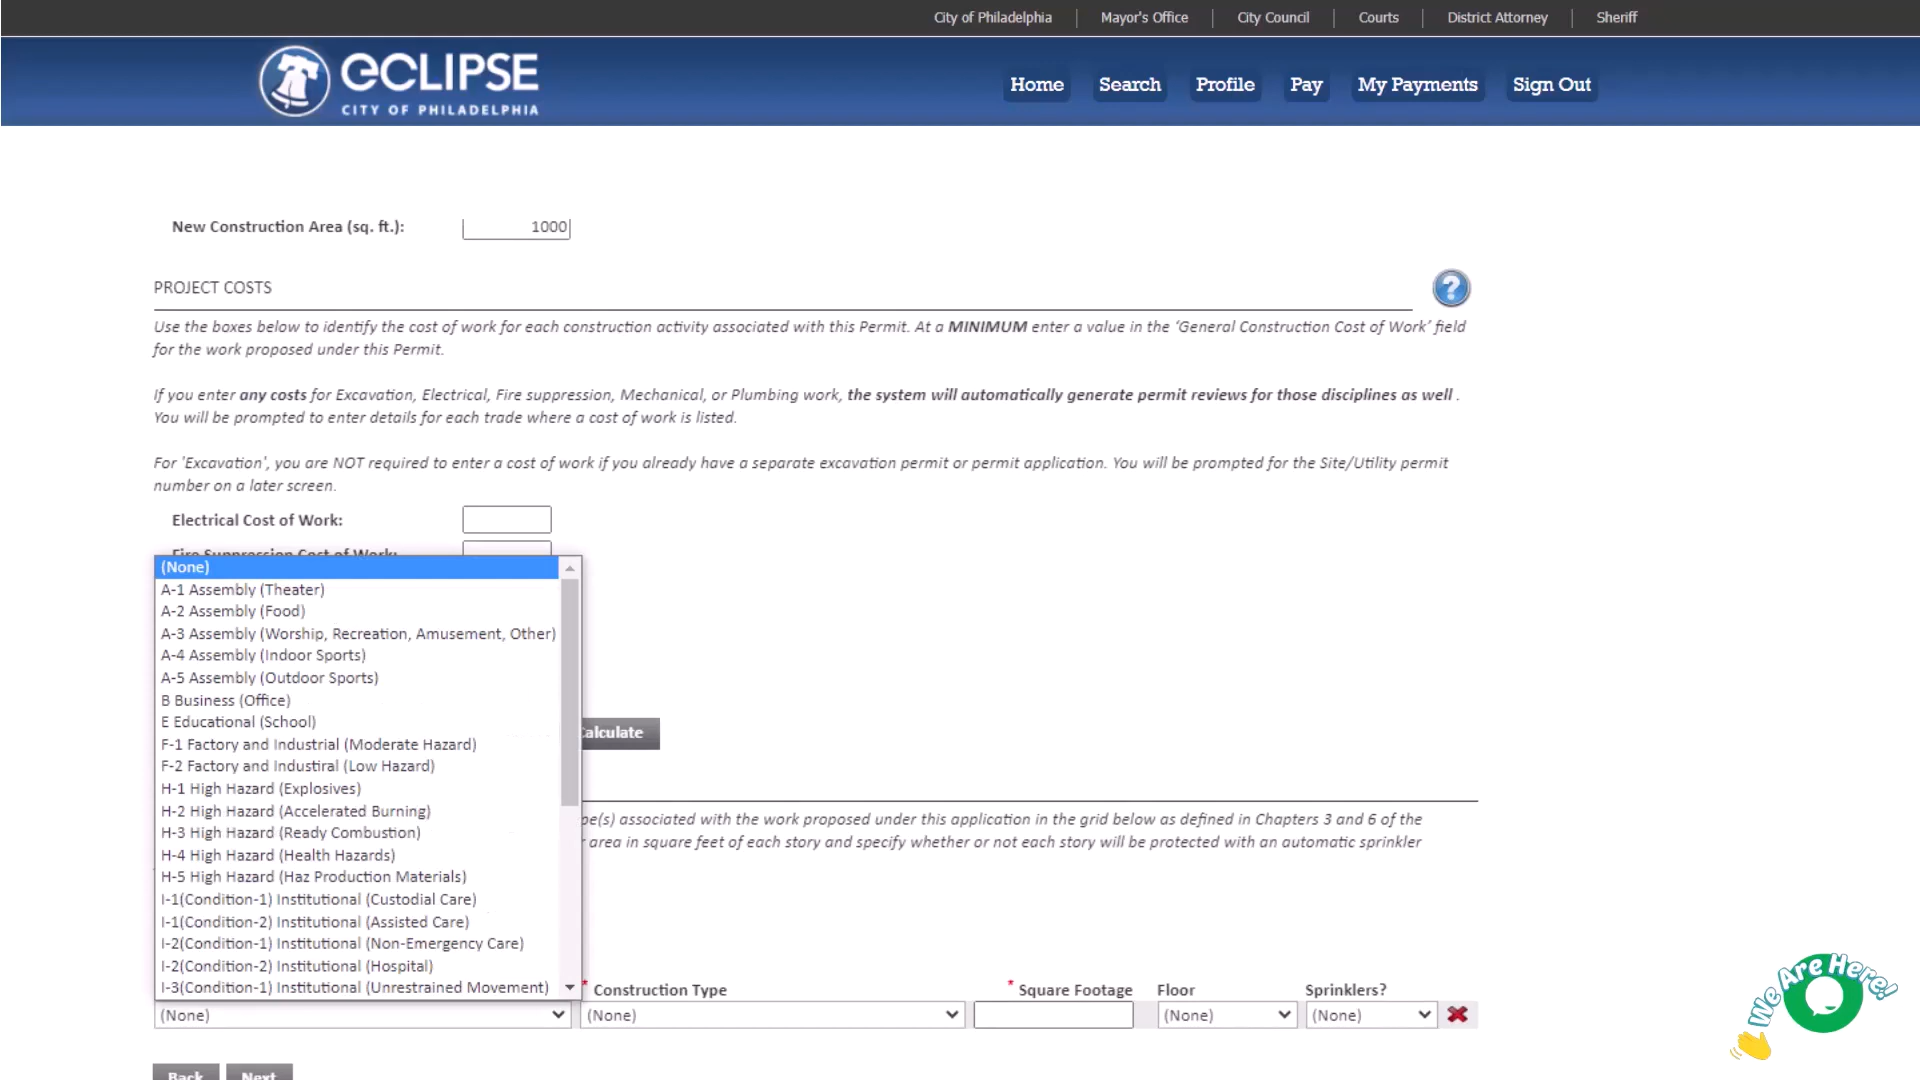 City of Philadelphia
Mayor's Office
City Council
Courts
District Attorney
Sheriff
eCLIPSE
CITY OF PHILADELPHIA
Home
Search
Profile
Pay
My Payments
Sign Out
New Construction Area (sq. ft.):
1000
PROJECT COSTS
?
Use the boxes below to identify the cost of work for each construction activity associated with this Permit. At a MINIMUM enter a value in the ‘General Construction Cost of Work’ field
for the work proposed under this Permit.
If you enter any costs for Excavation, Electrical, Fire suppression, Mechanical, or Plumbing work, the system will automatically generate permit reviews for those disciplines as well .
You will be prompted to enter details for each trade where a cost of work is listed.
For 'Excavation', you are NOT required to enter a cost of work if you already have a separate excavation permit or permit application. You will be prompted for the Site/Utility permit
number on a later screen.
Electrical Cost of Work:
Fire Suppression Cost of Work:
(None)
A-1 Assembly (Theater)
A-2 Assembly (Food)
A-3 Assembly (Worship, Recreation, Amusement, Other)
A-4 Assembly (Indoor Sports)
A-5 Assembly (Outdoor Sports)
B Business (Office)
E Educational (School)
F-1 Factory and Industrial (Moderate Hazard)
F-2 Factory and Industiral (Low Hazard)
H-1 High Hazard (Explosives)
H-2 High Hazard (Accelerated Burning)
H-3 High Hazard (Ready Combustion)
H-4 High Hazard (Health Hazards)
H-5 High Hazard (Haz Production Materials)
I-1(Condition-1) Institutional (Custodial Care)
I-1(Condition-2) Institutional (Assisted Care)
I-2(Condition-1) Institutional (Non-Emergency Care)
I-2(Condition-2) Institutional (Hospital)
I-3(Condition-1) Institutional (Unrestrained Movement)
Calculate
pe(s) associated with the work proposed under this application in the grid below as defined in Chapters 3 and 6 of the
r area in square feet of each story and specify whether or not each story will be protected with an automatic sprinkler
* Construction Type
* Square Footage
Floor
Sprinklers?
(None)
(None)
(None)
(None)
Back
Next
We Are Here!